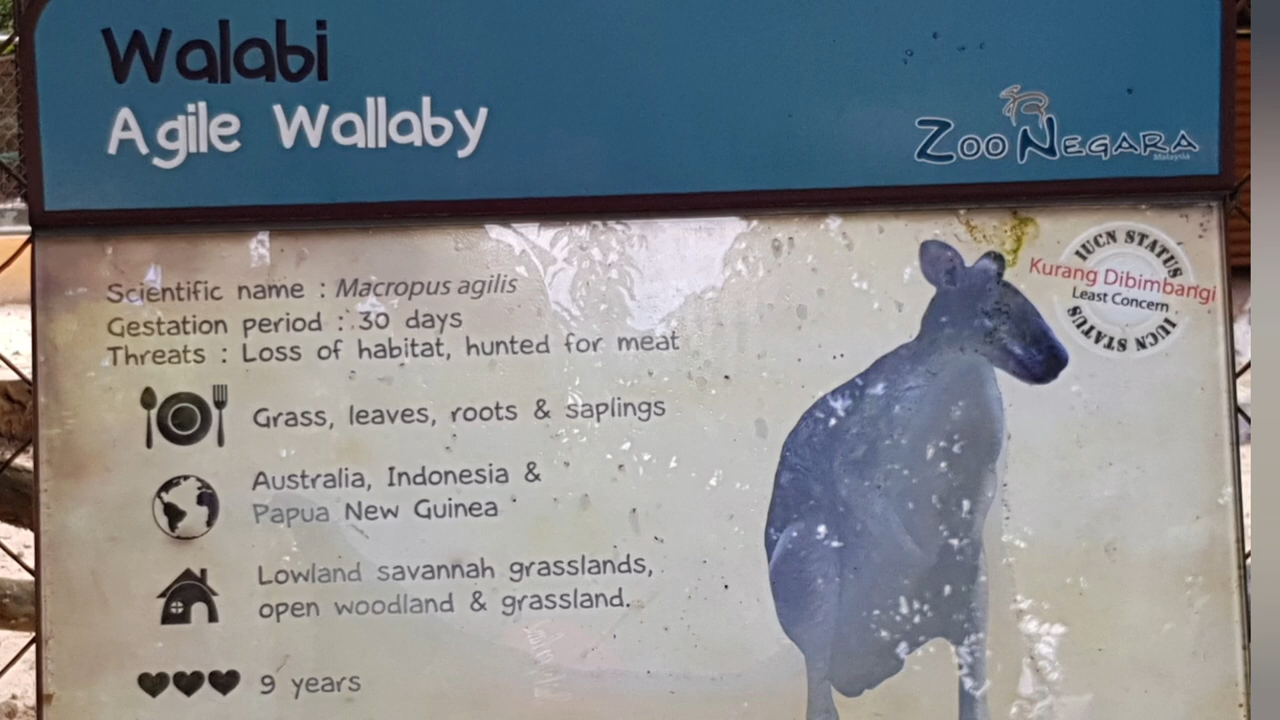 Walabi
Agile Wallaby
ZOO NEGARA
Malaysia
IUCN STATUS
Kurang Dibimbangi
Least Concern
IUCN STATUS
Scientific name : Macropus agilis
Gestation period : 30 days
Threats : Loss of habitat, hunted for meat
Grass, leaves, roots & saplings
Australia, Indonesia &
Papua New Guinea
Lowland savannah grasslands,
open woodland & grassland.
9 years